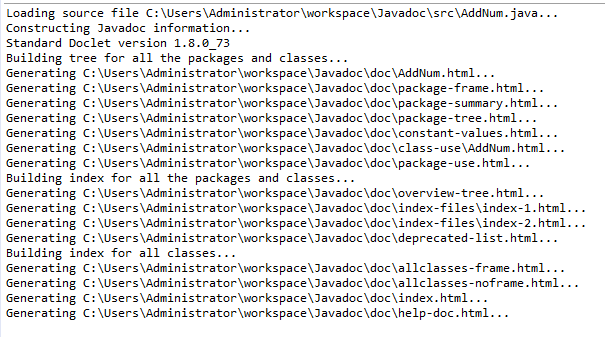 Loading source file C:\Users\Administrator\workspace\Javadoc\src\AddNum.java...
Constructing Javadoc information...
Standard Doclet version 1.8.0_73
Building tree for all the packages and classes...
Generating C:\Users\Administrator\workspace\Javadoc\doc\AddNum.html...
Generating C:\Users\Administrator\workspace\Javadoc\doc\package-frame.html...
Generating C:\Users\Administrator\workspace\Javadoc\doc\package-summary.html...
Generating C:\Users\Administrator\workspace\Javadoc\doc\package-tree.html...
Generating C:\Users\Administrator\workspace\Javadoc\doc\constant-values.html...
Generating C:\Users\Administrator\workspace\Javadoc\doc\class-use\AddNum.html...
Generating C:\Users\Administrator\workspace\Javadoc\doc\package-use.html...
Building index for all the packages and classes...
Generating C:\Users\Administrator\workspace\Javadoc\doc\overview-tree.html...
Generating C:\Users\Administrator\workspace\Javadoc\doc\index-files\index-1.html...
Generating C:\Users\Administrator\workspace\Javadoc\doc\index-files\index-2.html...
Generating C:\Users\Administrator\workspace\Javadoc\doc\deprecated-list.html...
Building index for all classes...
Generating C:\Users\Administrator\workspace\Javadoc\doc\allclasses-frame.html...
Generating C:\Users\Administrator\workspace\Javadoc\doc\allclasses-noframe.html...
Generating C:\Users\Administrator\workspace\Javadoc\doc\index.html...
Generating C:\Users\Administrator\workspace\Javadoc\doc\help-doc.html...